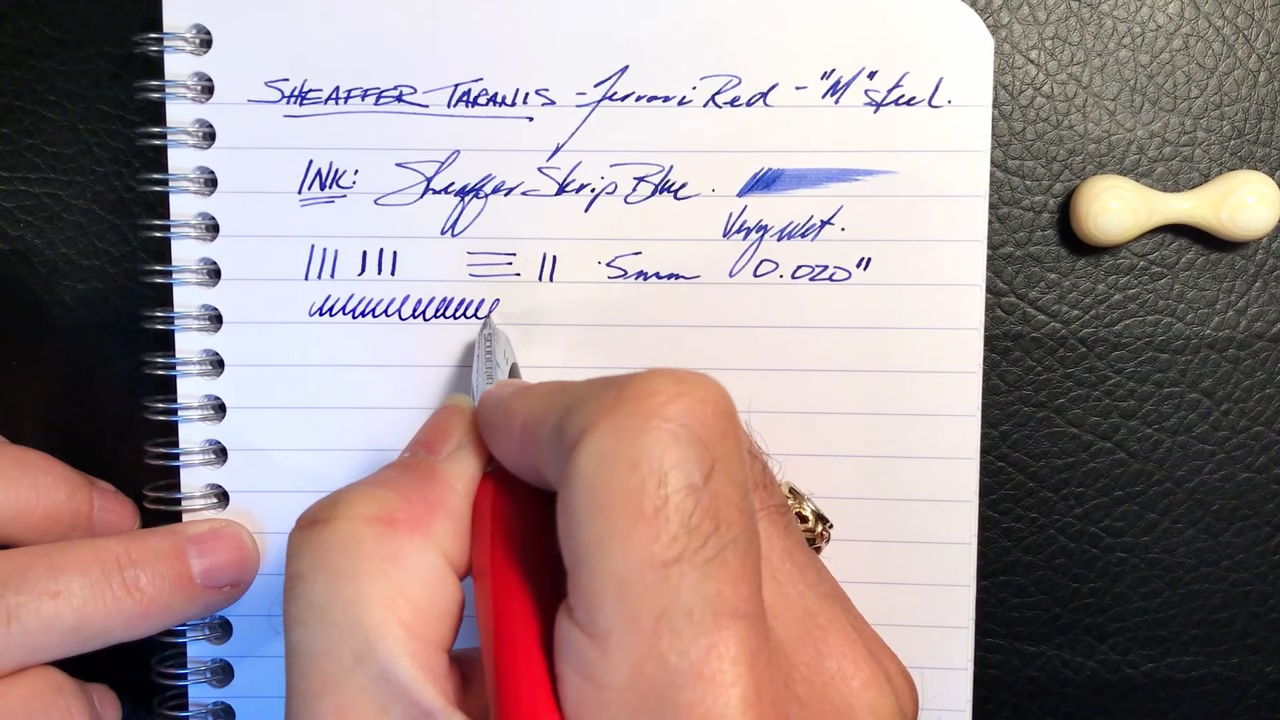 SHEAFFER TARANIS - Ferrari Red - "M" steel.
INK: Sheaffer Skrip Blue.
Very wet.
.5mm 0.020"